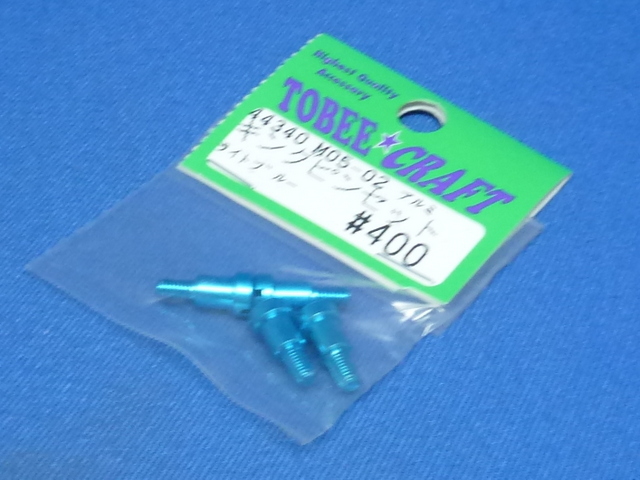 Highest Quality
Accessory
TOBEE★CRAFT
44340 M05-02 アルミ
キングピンセット
ライトブルー
#400